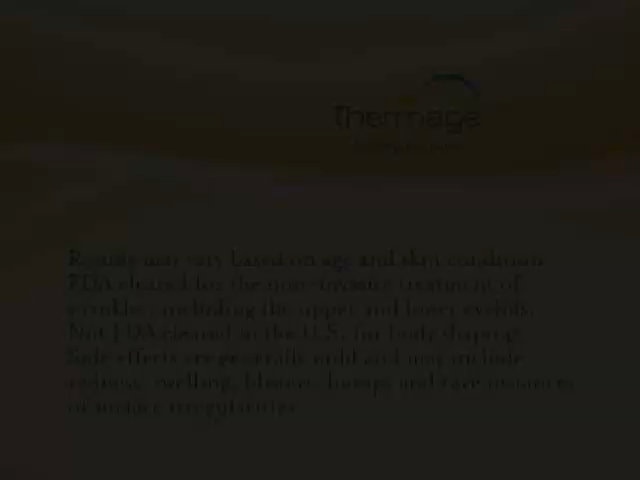 Thermage
Results may vary based on age and skin condition.
FDA cleared for the non-invasive treatment of
wrinkles, including the upper and lower eyelids.
Not FDA cleared in the U.S. for body shaping.
Side effects are generally mild and may include
redness, swelling, blisters, bumps and rare instances
of surface irregularities.